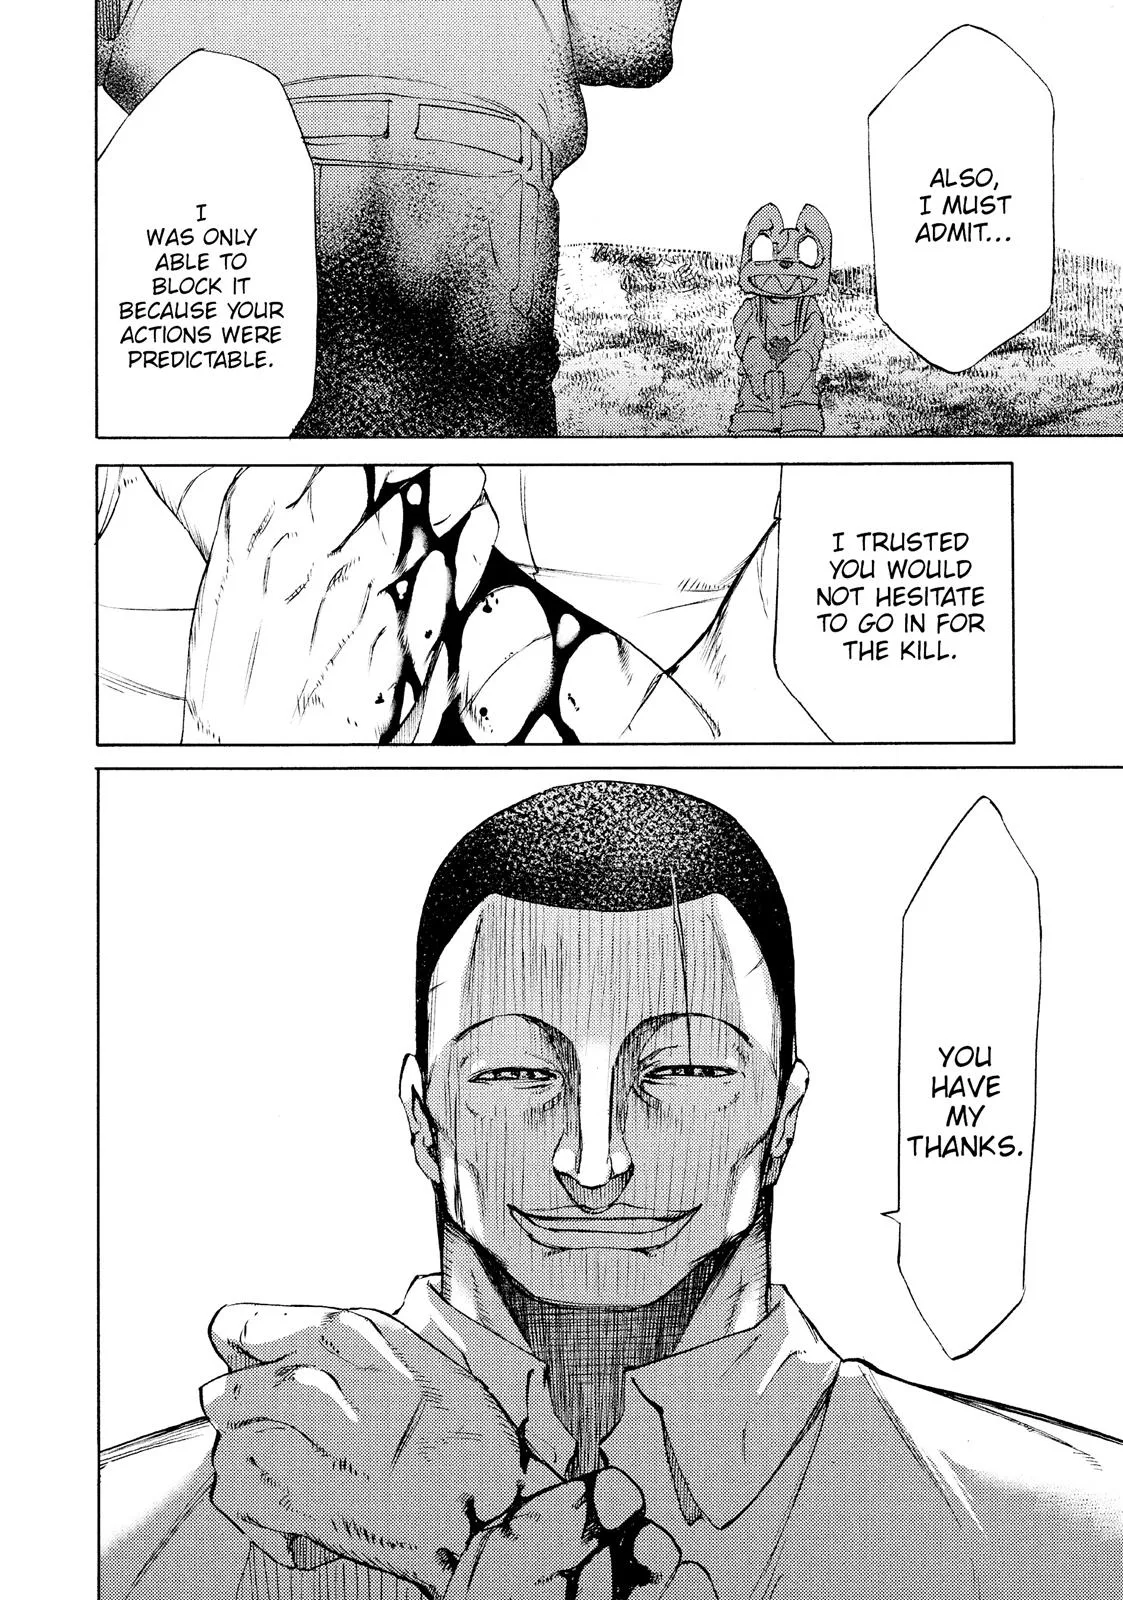 ALSO,
I MUST
ADMIT...
I
WAS ONLY
ABLE TO
BLOCK IT
BECAUSE YOUR
ACTIONS WERE
PREDICTABLE.
I TRUSTED
YOU WOULD
NOT HESITATE
TO GO IN FOR
THE KILL.
YOU
HAVE
MY
THANKS.